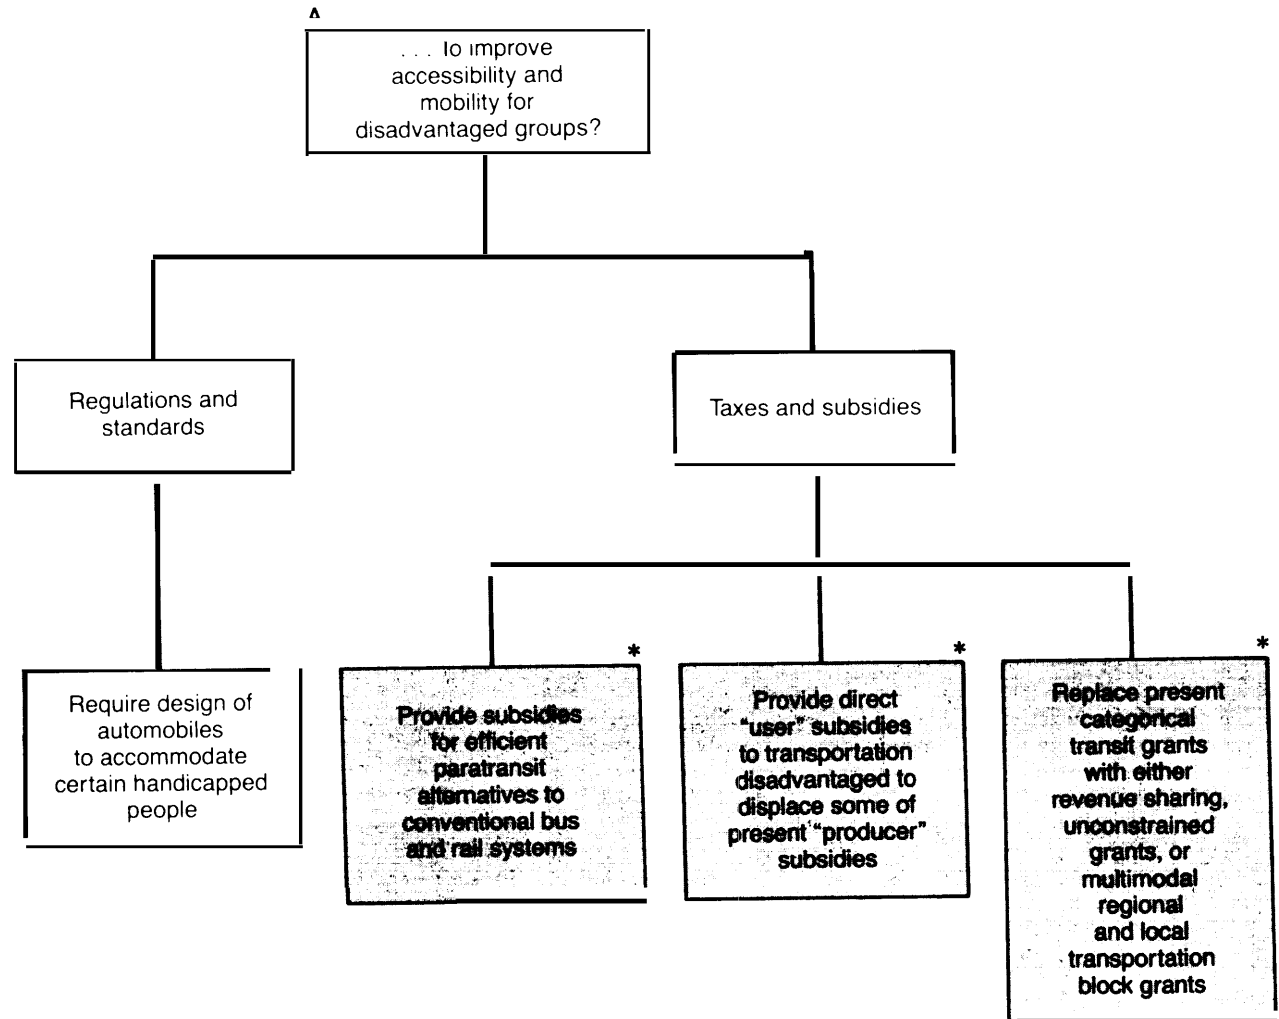 . . . To improve
accessibility and
mobility for
disadvantaged groups?
Regulations and
standards
Taxes and subsidies
Require design of
automobiles
to accommodate
certain handicapped
people
*
Provide subsidies
for efficient
paratransit
alternatives to
conventional bus
and rail systems
*
Provide direct
"user" subsidies
to transportation
disadvantaged to
displace some of
present "producer"
subsidies
*
Replace present
categorical
transit grants
with either
revenue sharing,
unconstrained
grants, or
multimodal
regional
and local
transportation
block grants